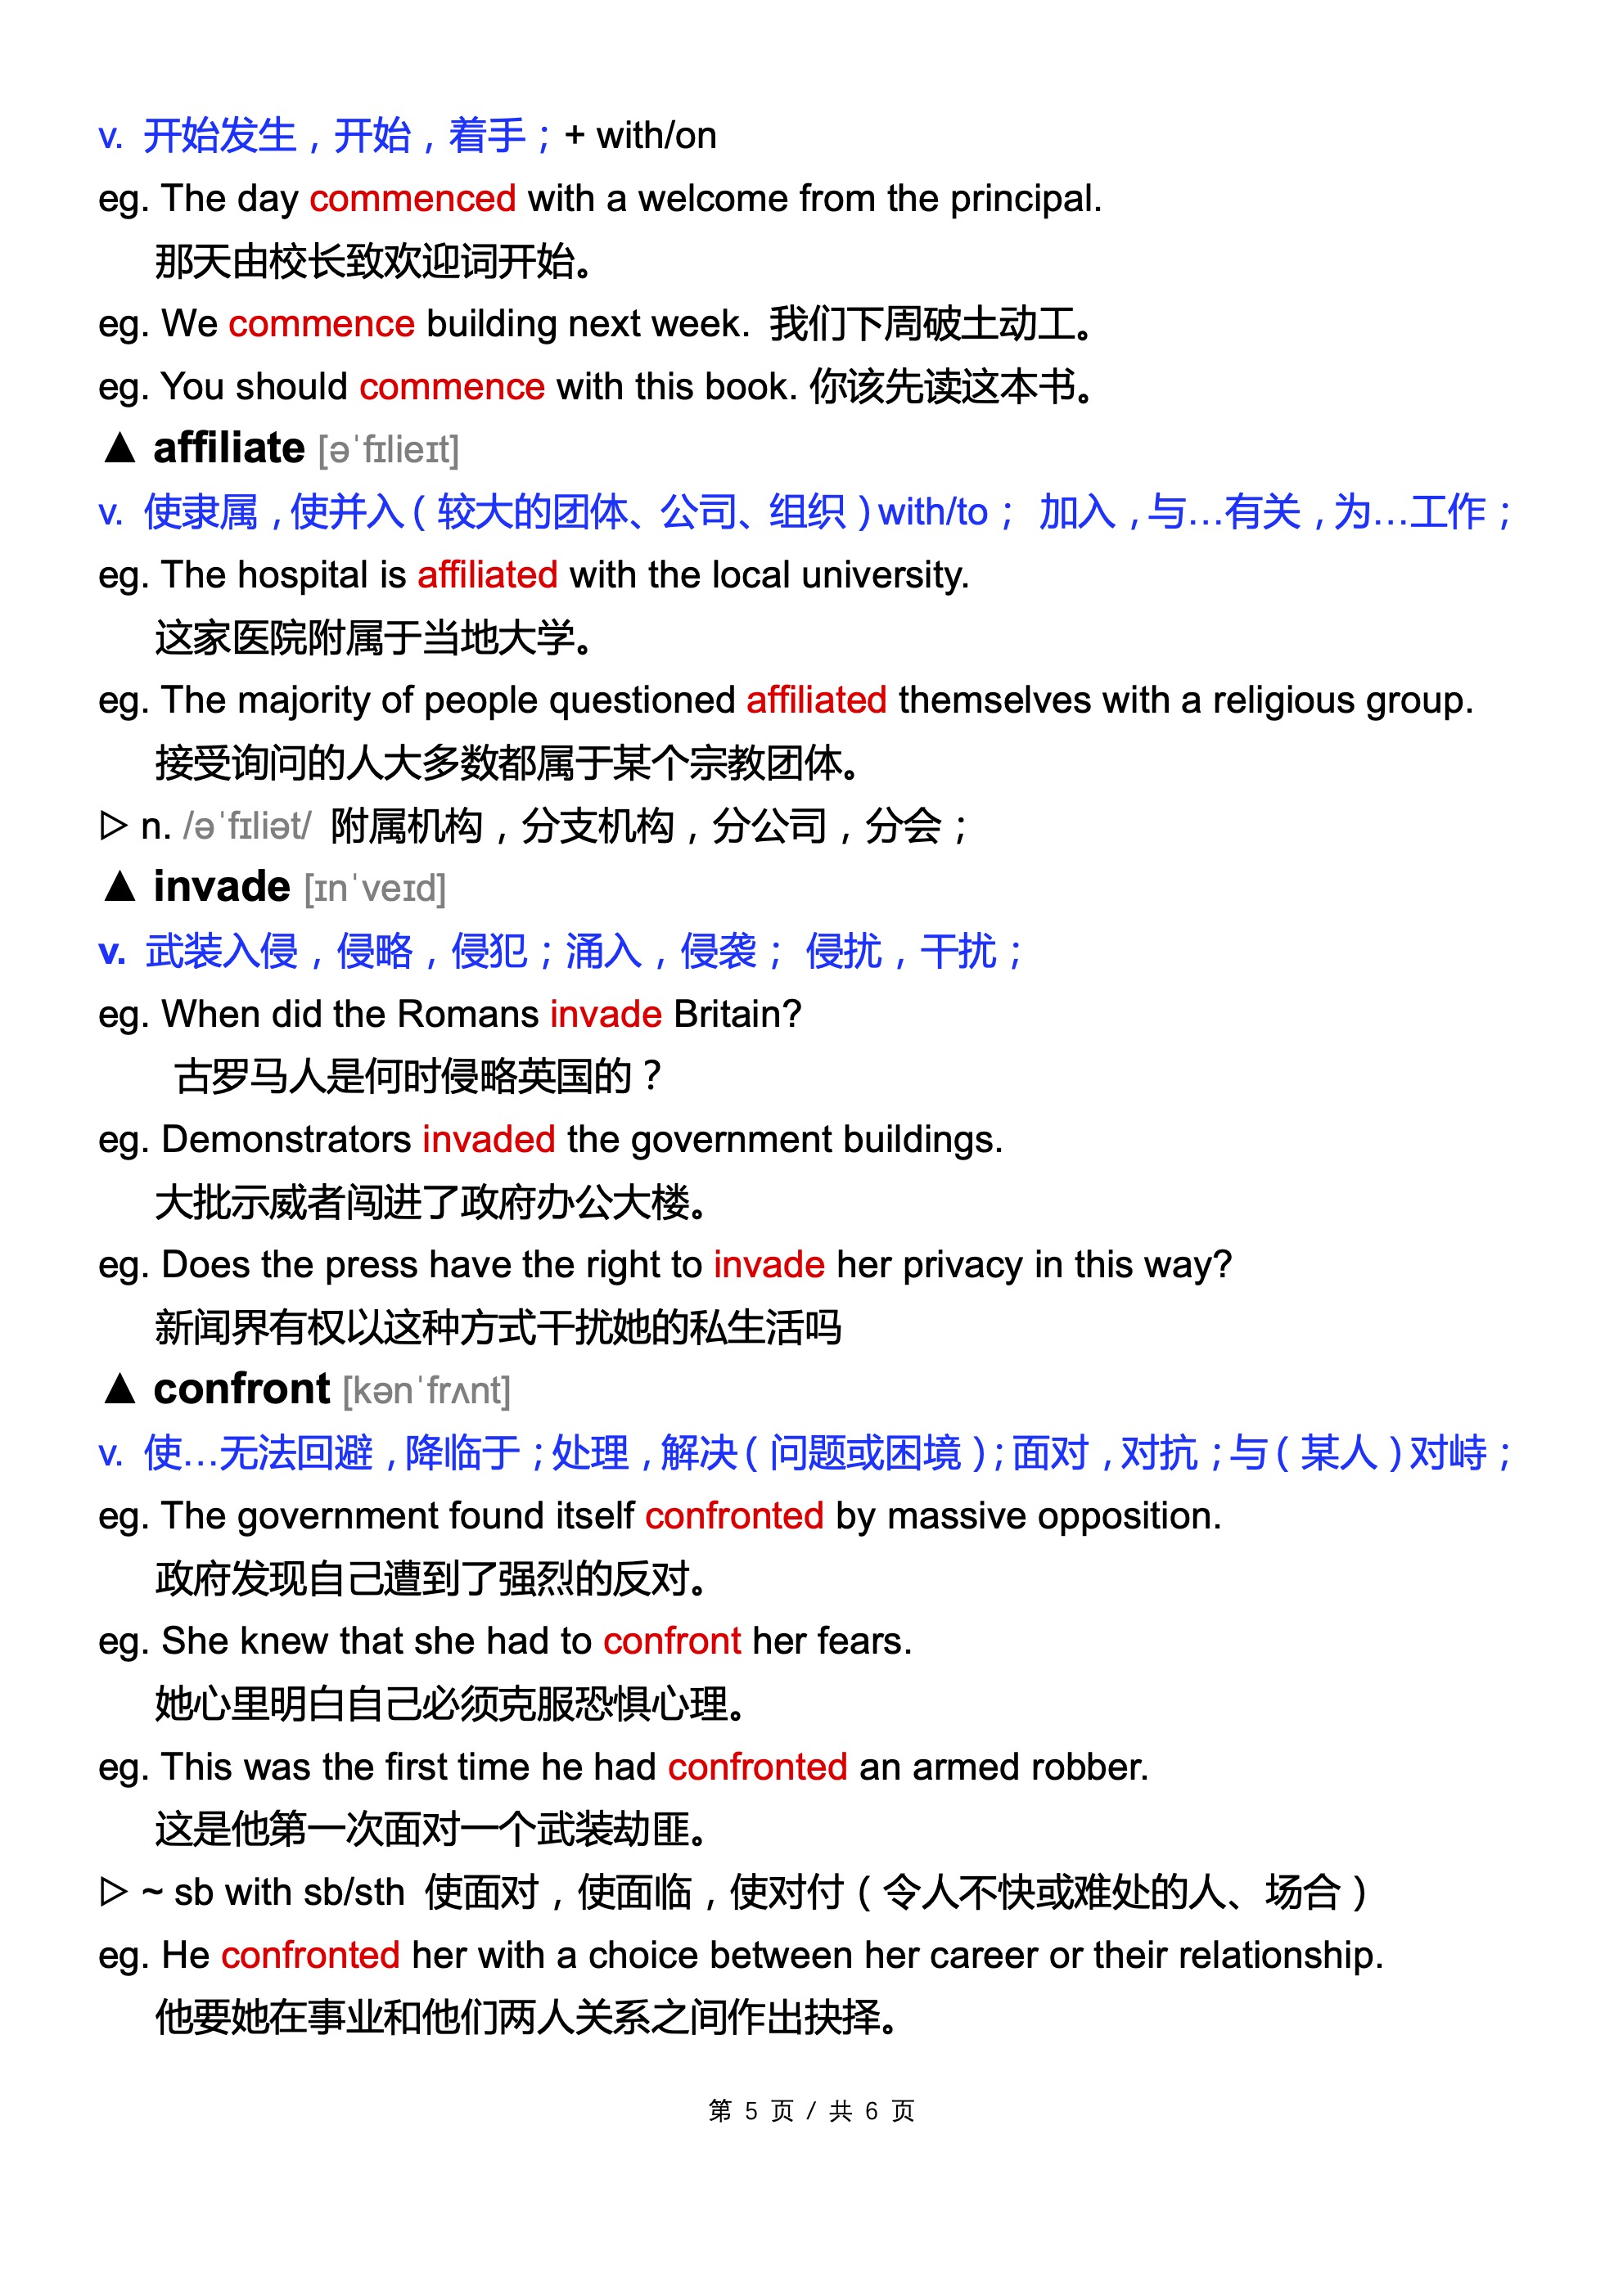 v. 开始发生，开始，着手；+ with/on
eg. The day commenced with a welcome from the principal.
那天由校长致欢迎词开始。
eg. We commence building next week. 我们下周破土动工。
eg. You should commence with this book. 你该先读这本书。
▲ affiliate [əˈfɪlieɪt]
v. 使隶属，使并入（较大的团体、公司、组织）with/to； 加入，与…有关，为…工作；
eg. The hospital is affiliated with the local university.
这家医院附属于当地大学。
eg. The majority of people questioned affiliated themselves with a religious group.
接受询问的人大多数都属于某个宗教团体。
▷ n. /əˈfɪliət/ 附属机构，分支机构，分公司，分会；
▲ invade [ɪnˈveɪd]
v. 武装入侵，侵略，侵犯；涌入，侵袭； 侵扰，干扰；
eg. When did the Romans invade Britain?
古罗马人是何时侵略英国的？
eg. Demonstrators invaded the government buildings.
大批示威者闯进了政府办公大楼。
eg. Does the press have the right to invade her privacy in this way?
新闻界有权以这种方式干扰她的私生活吗
▲ confront [kənˈfrʌnt]
v. 使…无法回避，降临于；处理，解决（问题或困境）；面对，对抗；与（某人）对峙；
eg. The government found itself confronted by massive opposition.
政府发现自己遭到了强烈的反对。
eg. She knew that she had to confront her fears.
她心里明白自己必须克服恐惧心理。
eg. This was the first time he had confronted an armed robber.
这是他第一次面对一个武装劫匪。
▷ ~ sb with sb/sth 使面对，使面临，使对付（令人不快或难处的人、场合）
eg. He confronted her with a choice between her career or their relationship.
他要她在事业和他们两人关系之间作出抉择。
第 5 页 / 共 6 页